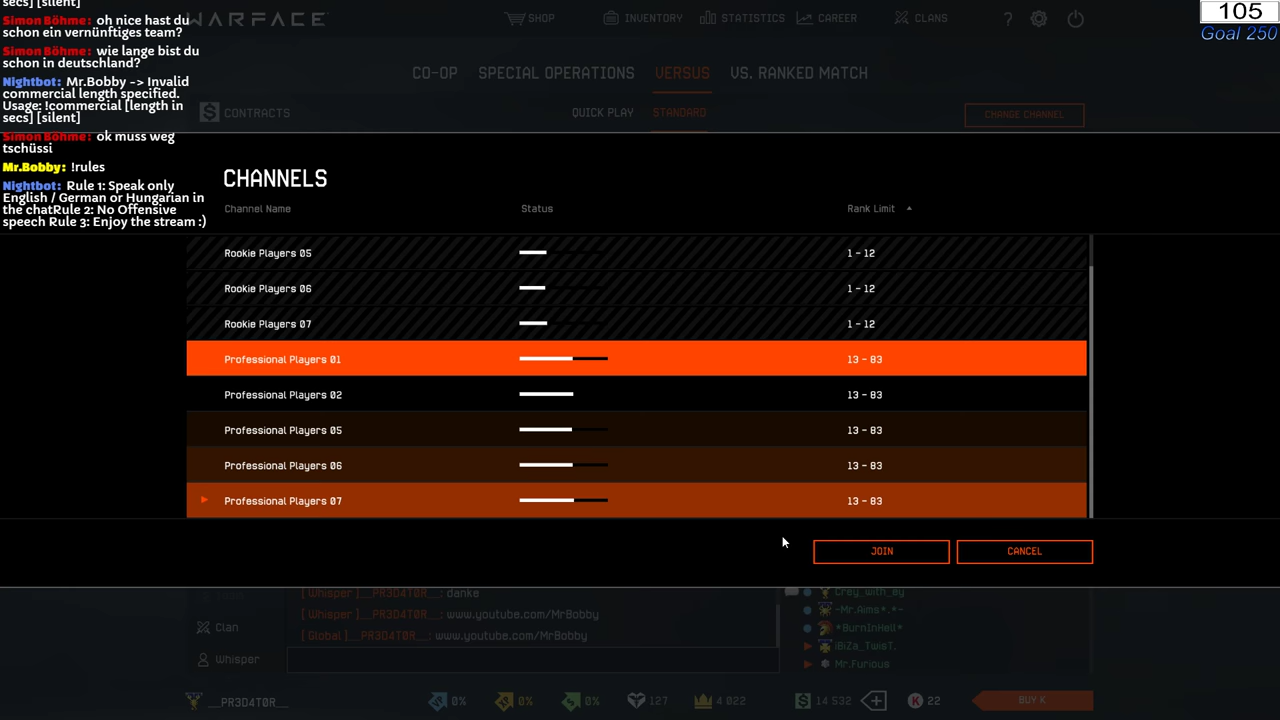 secs] [silent]
Simon Böhme: oh nice hast du
schon ein vernünftiges team?
Simon Böhme: wie lange bist du
schon in deutschland?
Nightbot: Mr.Bobby -> Invalid
commercial length specified.
Usage: !commercial [length in
secs] [silent]
Simon Böhme: ok muss weg
tschüssi
Mr.Bobby: !rules
Nightbot: Rule 1: Speak only
English / German or Hungarian in
the chatRule 2: No Offensive
speech Rule 3: Enjoy the stream :)
WARFACE
SHOP
INVENTORY
STATISTICS
CAREER
CLANS
?
105
Goal 250
CO-OP
SPECIAL OPERATIONS
VERSUS
VS. RANKED MATCH
CONTRACTS
QUICK PLAY
STANDARD
CHANGE CHANNEL
CHANNELS
Channel Name Status Rank Limit
Rookie Players 05 1 - 12
Rookie Players 06 1 - 12
Rookie Players 07 1 - 12
Professional Players 01 13 - 83
Professional Players 02 13 - 83
Professional Players 05 13 - 83
Professional Players 06 13 - 83
Professional Players 07 13 - 83
JOIN
CANCEL
[ Whisper ]__PR3D4T0R__: danke
[ Whisper ]__PR3D4T0R__: www.youtube.com/MrBobby
[ Global ]__PR3D4T0R__: www.youtube.com/MrBobby
Clan
Whisper
Crey_with_By
-Mr.Aims*.*-
*BurnInHell*
iBiZa_TwisT.
Mr.Furious
__PR3D4T0R__
0%
0%
0%
127
4 022
14 532
K 22
BUY K